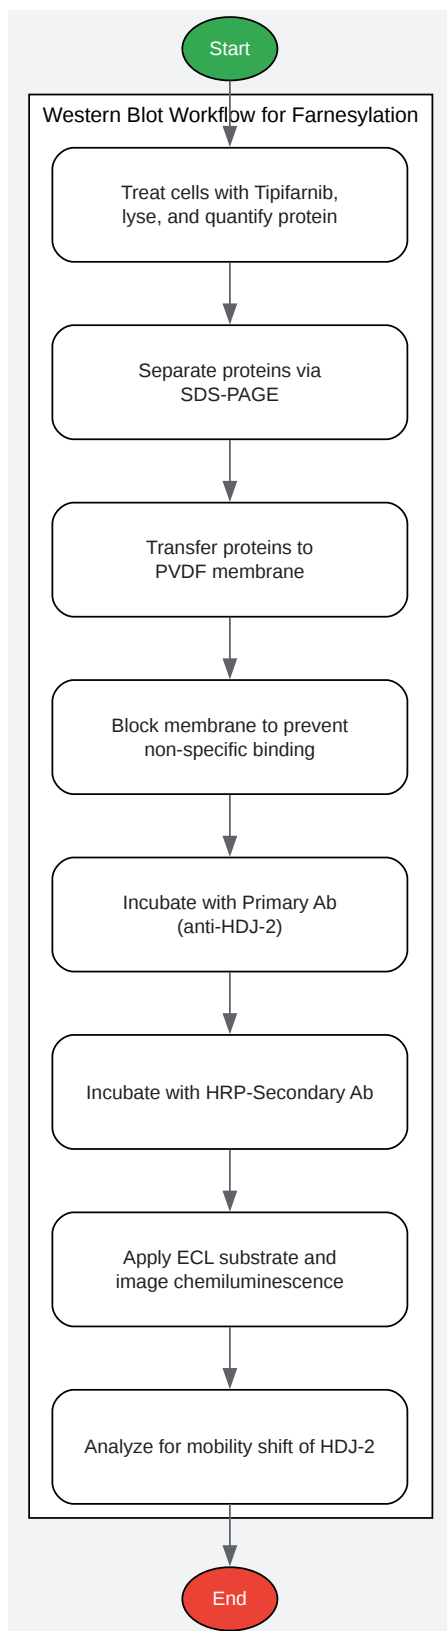 Start
Western Blot Workflow for Farnesylation
Treat cells with Tipifarnib,
lyse, and quantify protein
Separate proteins via
SDS-PAGE
Transfer proteins to
PVDF membrane
Block membrane to prevent
non-specific binding
Incubate with Primary Ab
(anti-HDJ-2)
Incubate with HRP-Secondary Ab
Apply ECL substrate and
image chemiluminescence
Analyze for mobility shift of HDJ-2
End